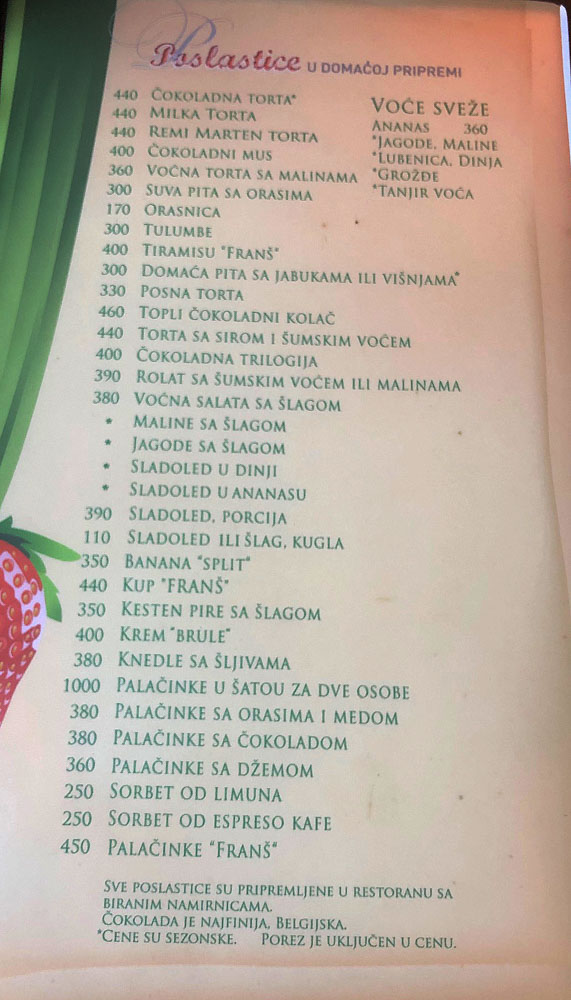 Poslastice U DOMAĆOJ PRIPREMI
440 ČOKOLADNA TORTA*
440 MILKA TORTA
440 REMI MARTEN TORTA
400 ČOKOLADNI MUS
360 VOĆNA TORTA SA MALINAMA
300 SUVA PITA SA ORASIMA
170 ORASNICA
300 TULUMBE
400 TIRAMISU "FRANŠ"
300 DOMAĆA PITA SA JABUKAMA ILI VIŠNJAMA*
330 POSNA TORTA
460 TOPLI ČOKOLADNI KOLAČ
440 TORTA SA SIROM I ŠUMSKIM VOĆEM
400 ČOKOLADNA TRILOGIJA
390 ROLAT SA ŠUMSKIM VOĆEM ILI MALINAMA
380 VOĆNA SALATA SA ŠLAGOM
* MALINE SA ŠLAGOM
* JAGODE SA ŠLAGOM
* SLADOLED U DINJI
* SLADOLED U ANANASU
390 SLADOLED, PORCIJA
110 SLADOLED ILI ŠLAG, KUGLA
350 BANANA "SPLIT"
440 KUP "FRANŠ"
350 KESTEN PIRE SA ŠLAGOM
400 KREM "BRULE"
380 KNEDLE SA ŠLJIVAMA
1000 PALAČINKE U ŠATOU ZA DVE OSOBE
380 PALAČINKE SA ORASIMA I MEDOM
380 PALAČINKE SA ČOKOLADOM
360 PALAČINKE SA DŽEMOM
250 SORBET OD LIMUNA
250 SORBET OD ESPRESO KAFE
450 PALAČINKE "FRANŠ"
VOĆE SVEŽE
ANANAS 360
*JAGODE, MALINE
*LUBENICA, DINJA
*GROŽĐE
*TANJIR VOĆA
SVE POSLASTICE SU PRIPREMLJENE U RESTORANU SA
BIRANIM NAMIRNICAMA.
ČOKOLADA JE NAJFINIJA, BELGIJSKA.
*CENE SU SEZONSKE. POREZ JE UKLJUČEN U CENU.